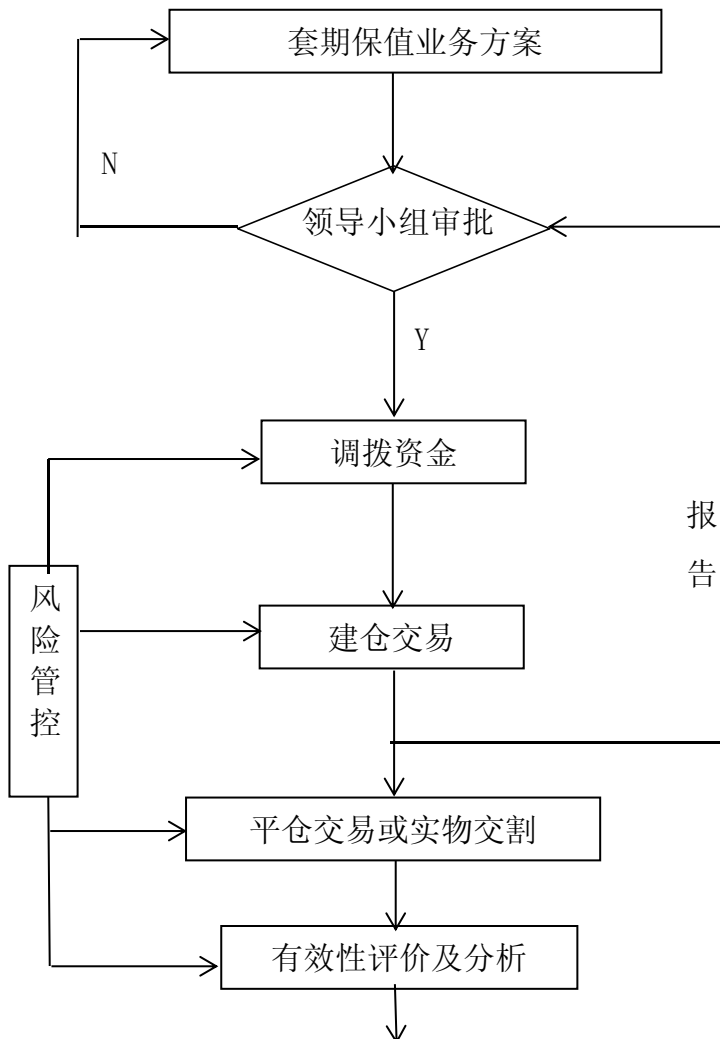 套期保值业务方案
N
领导小组审批
Y
调拨资金
报
告
风
险
管
控
建仓交易
平仓交易或实物交割
有效性评价及分析